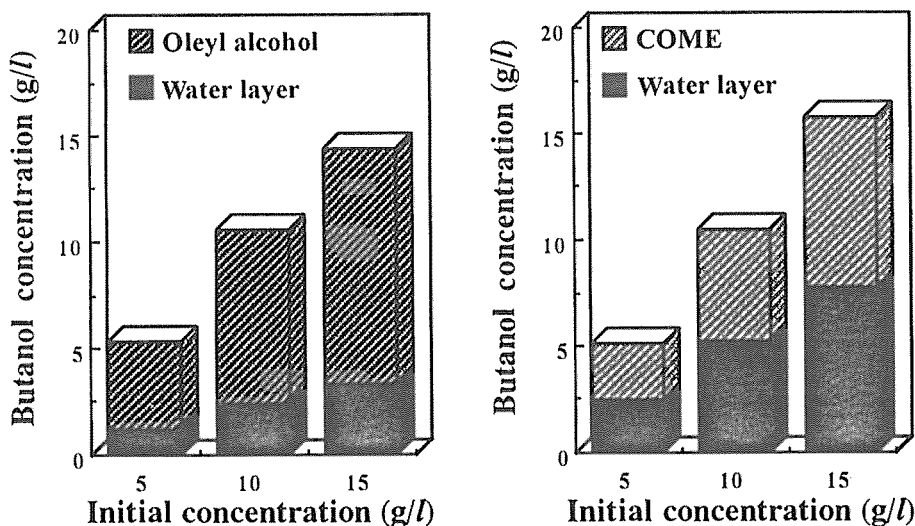 20
15
10
5
0
Butanol concentration (g/l)
Oleyl alcohol
Water layer
5 10 15
Initial concentration (g/l)
20
15
10
5
0
Butanol concentration (g/l)
COME
Water layer
5 10 15
Initial concentration (g/l)